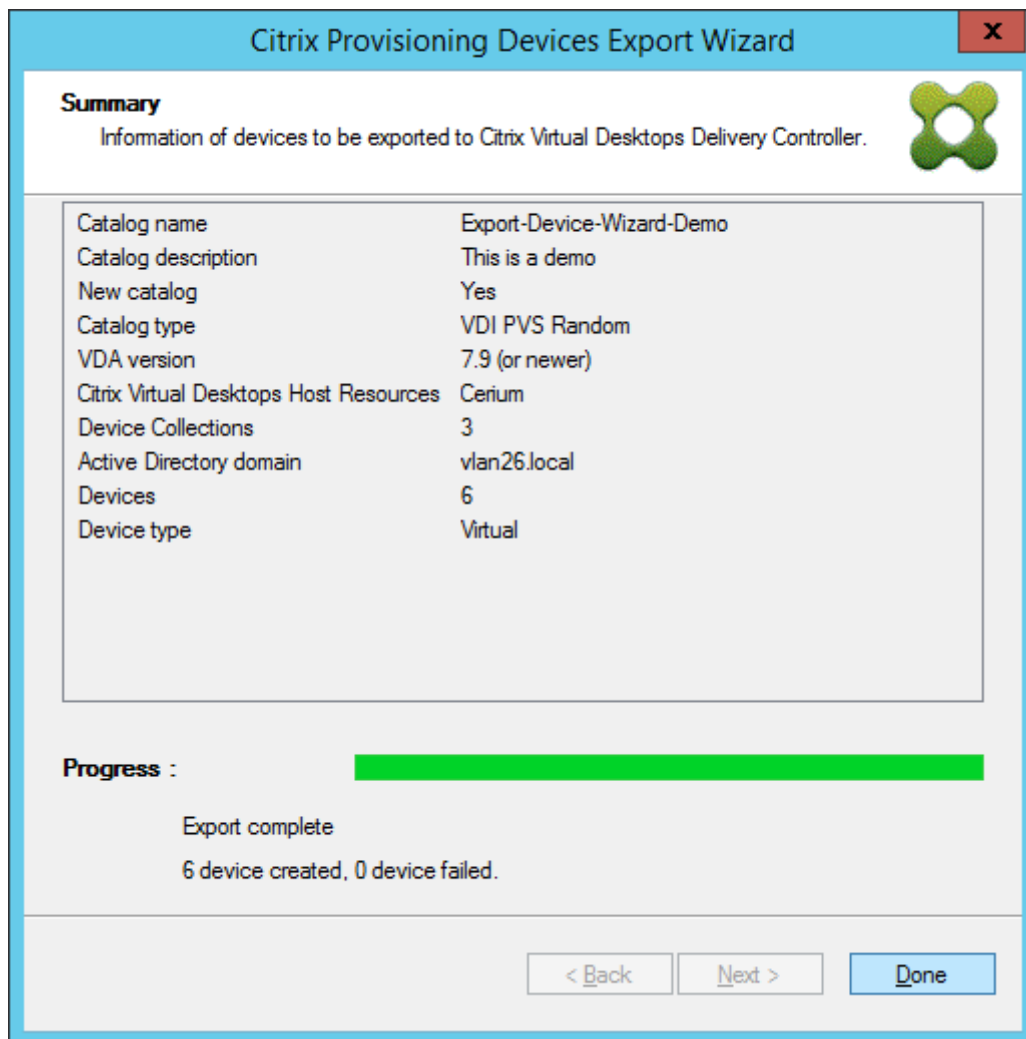 Citrix Provisioning Devices Export Wizard
x
Summary
Information of devices to be exported to Citrix Virtual Desktops Delivery Controller.
Catalog name Export-Device-Wizard-Demo
Catalog description This is a demo
New catalog Yes
Catalog type VDI PVS Random
VDA version 7.9 (or newer)
Citrix Virtual Desktops Host Resources Cerium
Device Collections 3
Active Directory domain vlan26.local
Devices 6
Device type Virtual
Progress :
Export complete
6 device created, 0 device failed.
< Back Next > Done